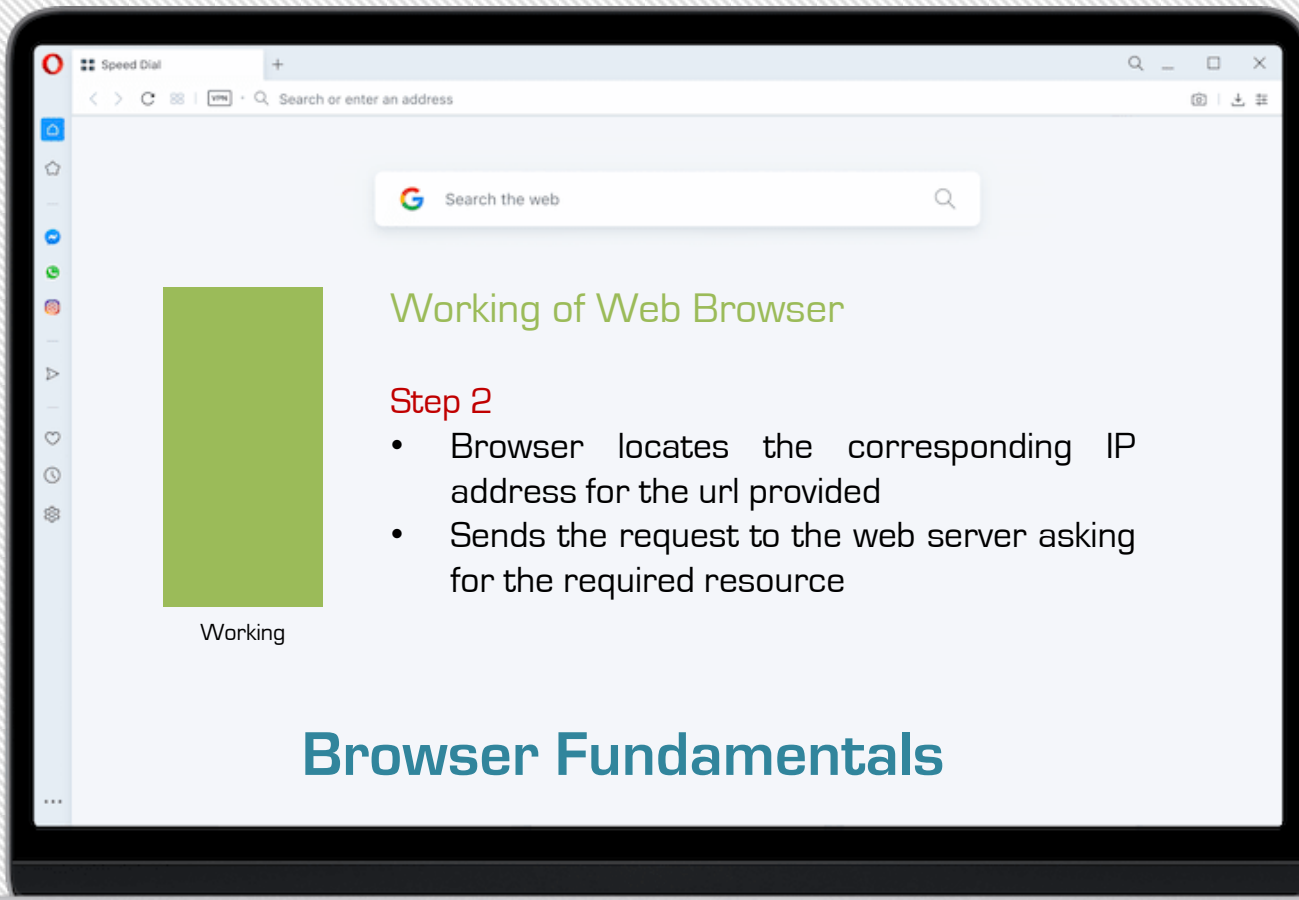 Speed Dial
VPN
Search or enter an address
Search the web
Working of Web Browser
Step 2
• Browser locates the corresponding IP
address for the url provided
• Sends the request to the web server asking
for the required resource
Working
Browser Fundamentals